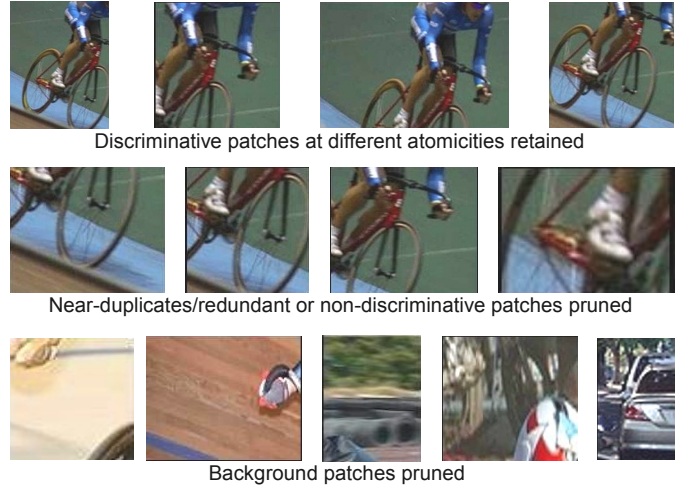 Discriminative patches at different atomicities retained
Near-duplicates/redundant or non-discriminative patches pruned
Background patches pruned